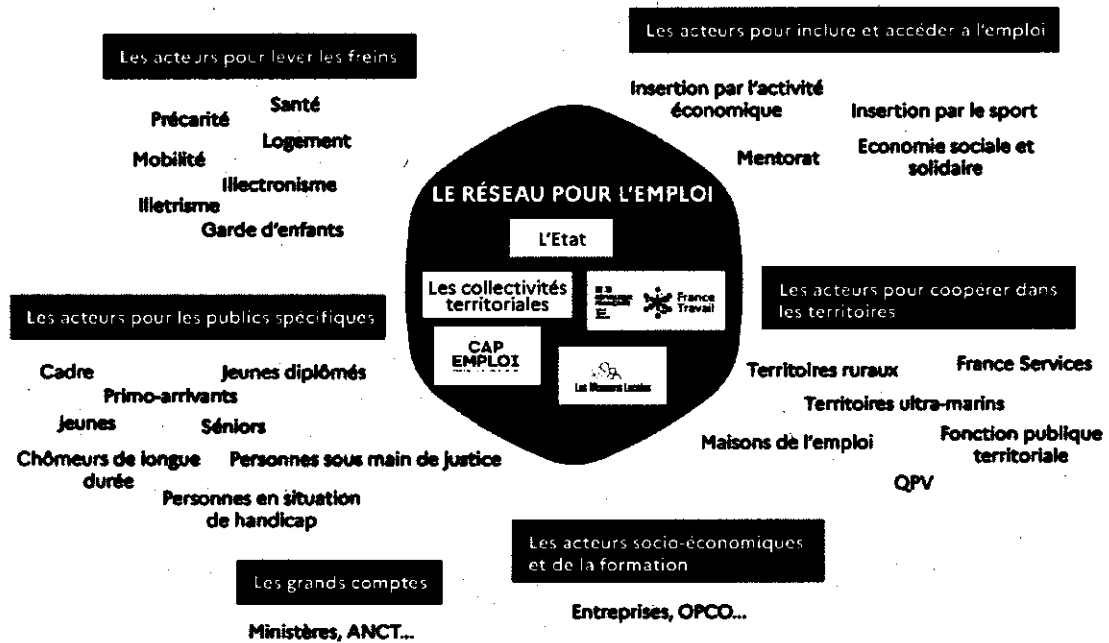 Les acteurs pour lever les freins
Santé
Précarité
Logement
Mobilité
Illectronisme
Illetrisme
Garde d'enfants
Les acteurs pour inclure et accéder a l'emploi
Insertion par l'activité
économique
Insertion par le sport
Mentorat
Economie sociale et
solidaire
LE RÉSEAU POUR L'EMPLOI
L'Etat
Les collectivités
territoriales
France
Travail
CAP
EMPLOI
Les Missions Locales
Les acteurs pour les publics spécifiques
Cadre
Jeunes diplômés
Primo-arrivants
Jeunes
Séniors
Chômeurs de longue
durée
Personnes sous main de justice
Personnes en situation
de handicap
Les acteurs pour coopérer dans
les territoires
France Services
Territoires ruraux
Territoires ultra-marins
Maisons de l'emploi
Fonction publique
territoriale
QPV
Les grands comptes
Ministères, ANCT...
Les acteurs socio-économiques
et de la formation
Entreprises, OPCO...